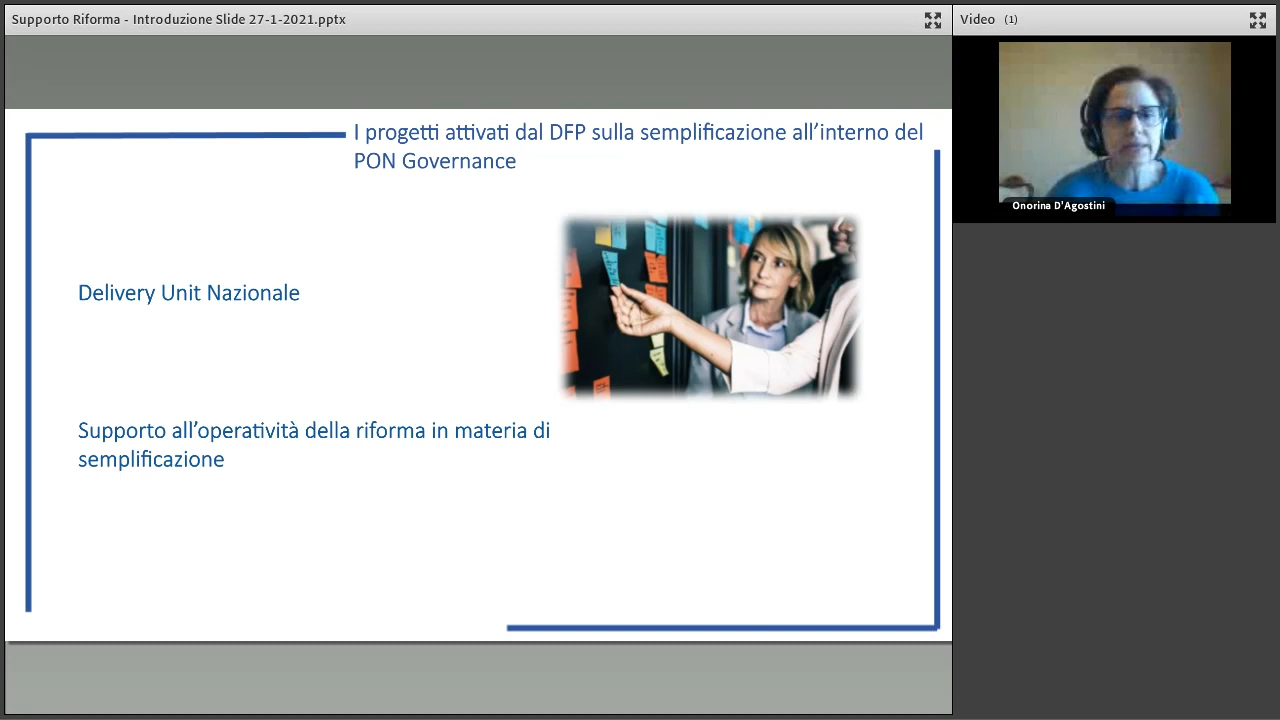 Supporto Riforma - Introduzione Slide 27-1-2021.pptx
Video (1)
I progetti attivati dal DFP sulla semplificazione all’interno del
PON Governance
Delivery Unit Nazionale
Supporto all’operatività della riforma in materia di
semplificazione
Onorina D'Agostini